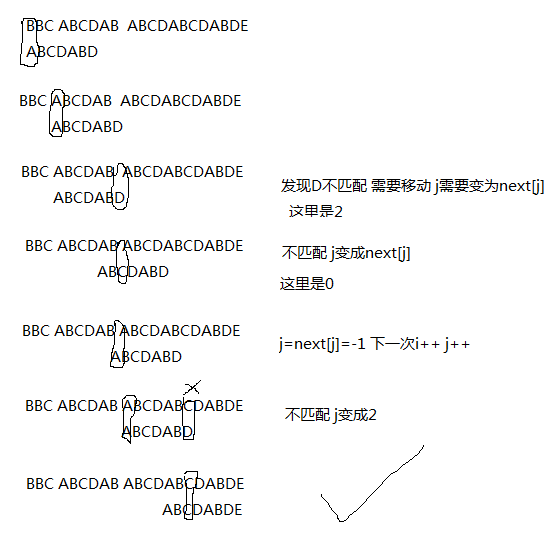 BBC ABCDAB  ABCDABCDABDE
ABCDABD
BBC ABCDAB  ABCDABCDABDE
ABCDABD
BBC ABCDAB ABCDABCDABDE
ABCDABD
发现D不匹配 需要移动 j需要变为next[j]
这里是2
BBC ABCDAB ABCDABCDABDE
ABCDABD
不匹配 j变成next[j]
这里是0
BBC ABCDAB ABCDABCDABDE
ABCDABD
j=next[j]=-1 下一次i++ j++
BBC ABCDAB ABCDABCDABDE
ABCDABD
不匹配 j变成2
BBC ABCDAB ABCDABCDABDE
ABCDABDE